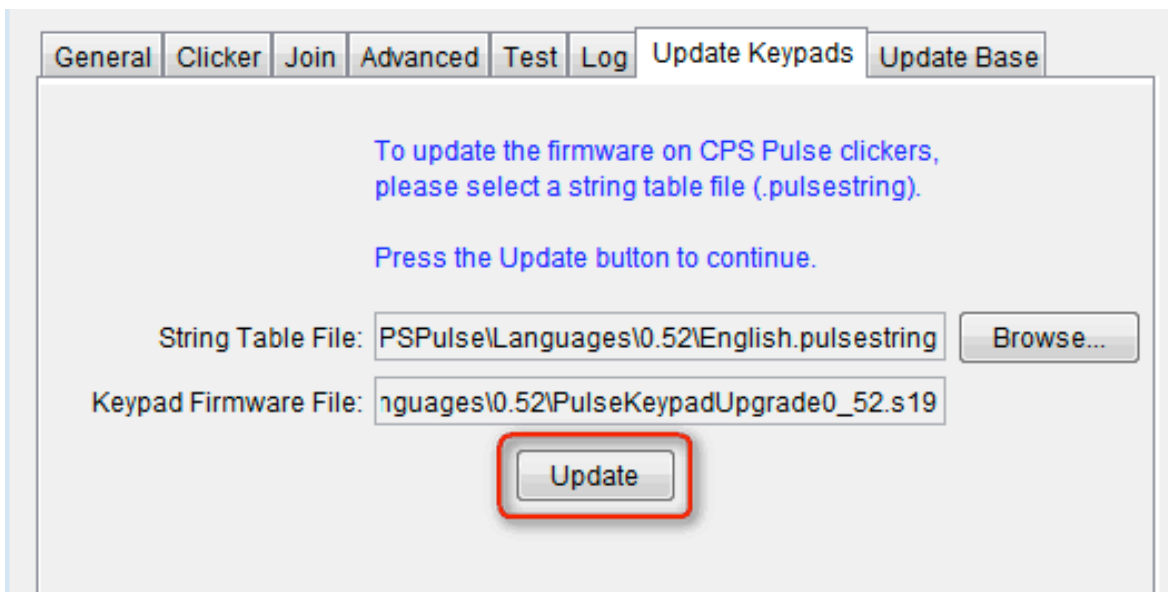 General Clicker Join Advanced Test Log Update Keypads Update Base
To update the firmware on CPS Pulse clickers,
please select a string table file (.pulsestring).
Press the Update button to continue.
String Table File: PSPulse\Languages\0.52\English.pulsestring Browse...
Keypad Firmware File: nguages\0.52\PulseKeypadUpgrade0_52.s19
Update